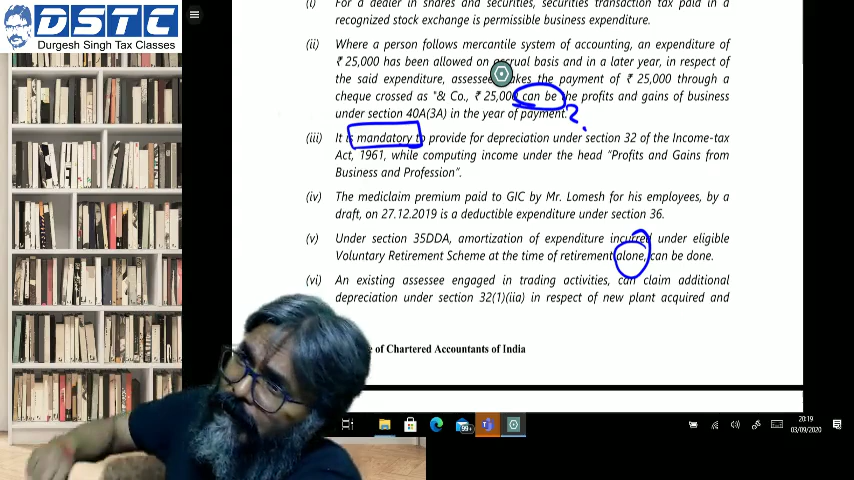 DSTC
Durgesh Singh Tax Classes
(i) For a dealer in shares and securities, securities transaction tax paid in a
recognized stock exchange is permissible business expenditure.
(ii) Where a person follows mercantile system of accounting, an expenditure of
₹ 25,000 has been allowed on accrual basis and in a later year, in respect of
the said expenditure, assessee makes the payment of ₹ 25,000 through a
cheque crossed as "& Co., ₹ 25,000 can be the profits and gains of business
under section 40A(3A) in the year of payment. ?
(iii) It is mandatory to provide for depreciation under section 32 of the Income-tax
Act, 1961, while computing income under the head "Profits and Gains from
Business and Profession".
(iv) The mediclaim premium paid to GIC by Mr. Lomesh for his employees, by a
draft, on 27.12.2019 is a deductible expenditure under section 36.
(v) Under section 35DDA, amortization of expenditure incurred under eligible
Voluntary Retirement Scheme at the time of retirement alone, can be done.
(vi) An existing assessee engaged in trading activities, can claim additional
depreciation under section 32(1)(iia) in respect of new plant acquired and
e of Chartered Accountants of India
99+
20:19
03/09/2020